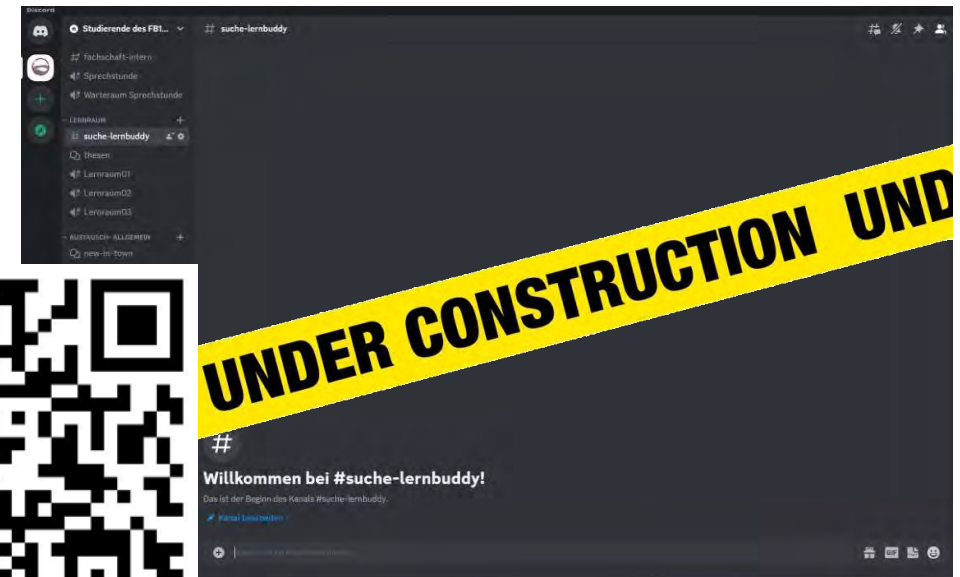 Discord
Studierende des FB1...
suche-lernbuddy
fachschaft-intern
Sprechstunde
Warteraum Sprechstunde
LERNRAUM
suche-lernbuddy
thesen
Lernraum01
Lernraum02
Lernraum03
AUSTAUSCH- ALLGEMEIN
new-in-town
UNDER CONSTRUCTION UND
#
Willkommen bei #suche-lernbuddy!
Das ist der Beginn des Kanals #suche-lernbuddy.
Kanal bearbeiten
GIF